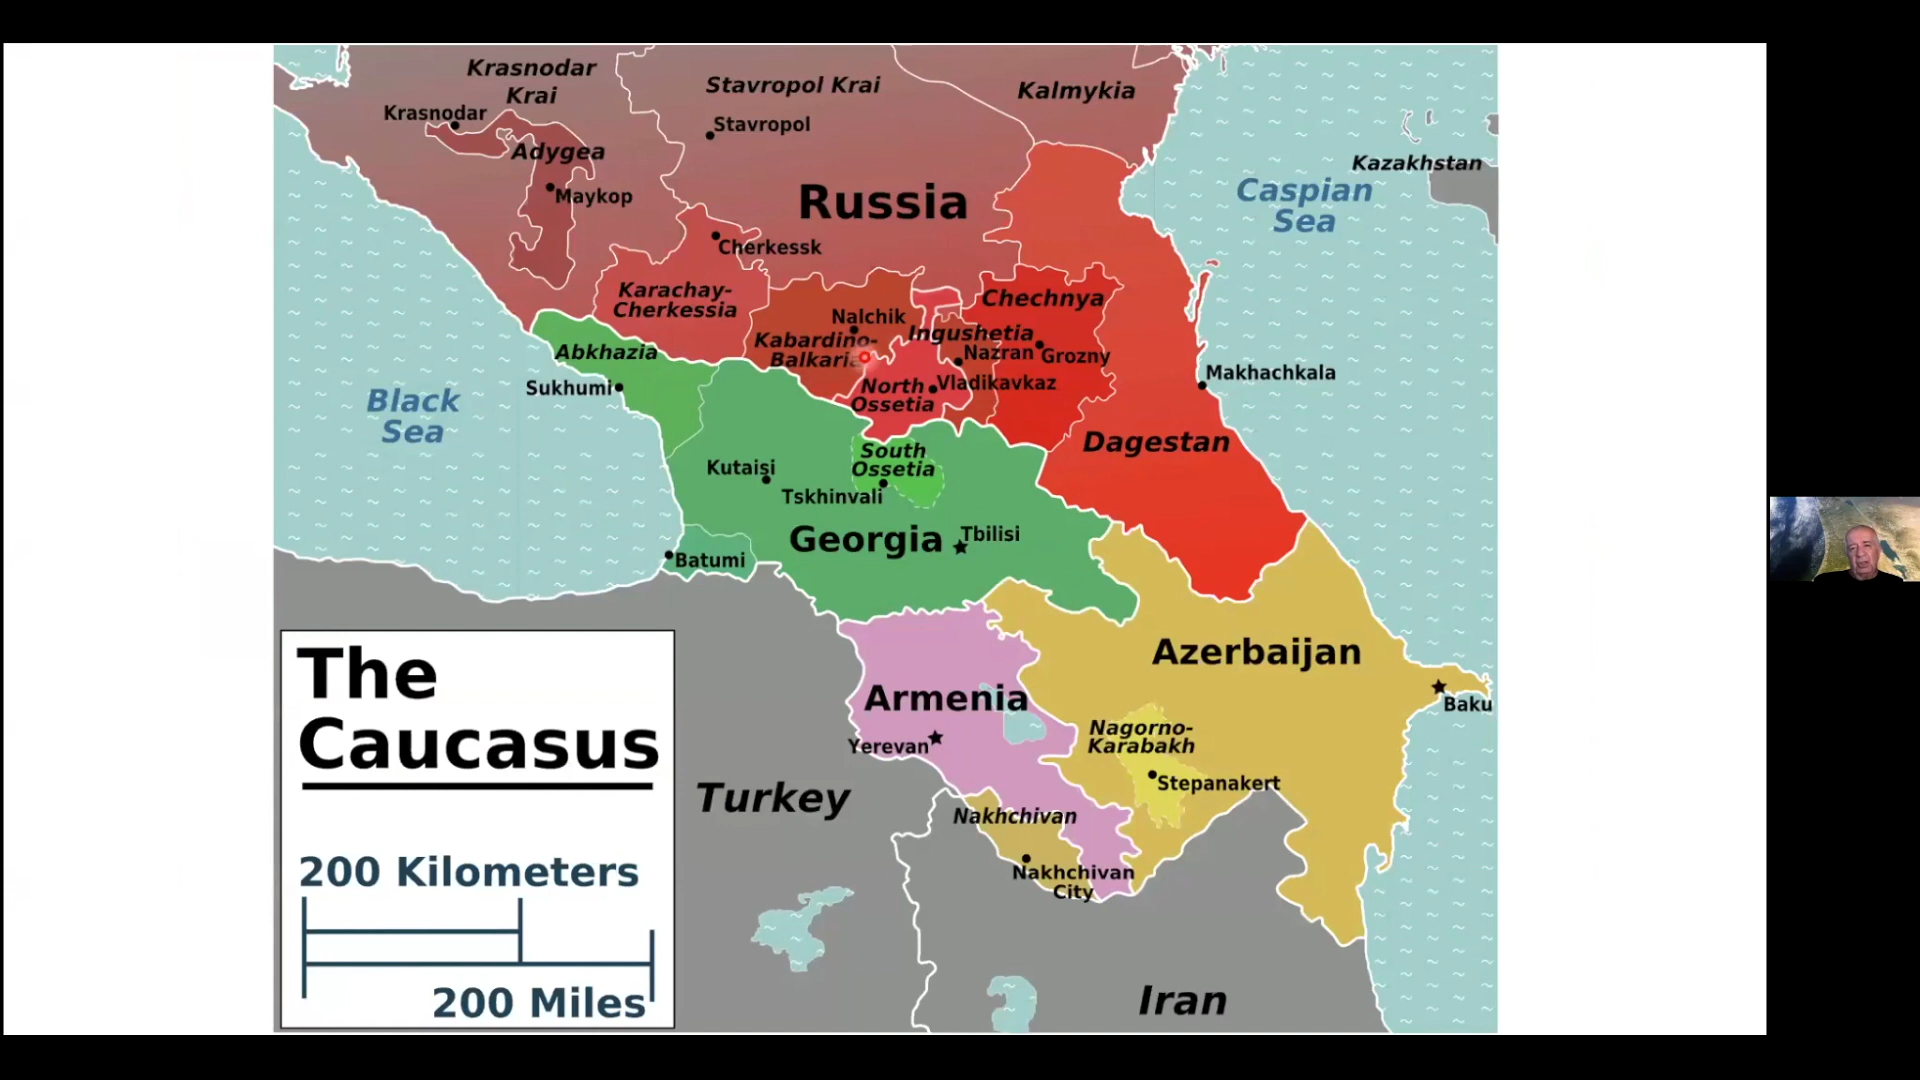 Krasnodar
Krai
Stavropol Krai
Kalmykia
Krasnodar
Stavropol
Adygea
Kazakhstan
Maykop
Russia
Caspian
Sea
Cherkessk
Karachay-
Cherkessia
Chechnya
Nalchik
Ingushetia
Kabardino-
Balkaria
Abkhazia
Nazran
Grozny
Makhachkala
Sukhumi
North
Ossetia
Vladikavkaz
Black
Sea
Dagestan
South
Ossetia
Kutaisi
Tskhinvali
Georgia
Tbilisi
Batumi
Azerbaijan
The
Caucasus
Armenia
Baku
Nagorno-
Karabakh
Yerevan
Stepanakert
Turkey
Nakhchivan
Nakhchivan
City
200 Kilometers
200 Miles
Iran